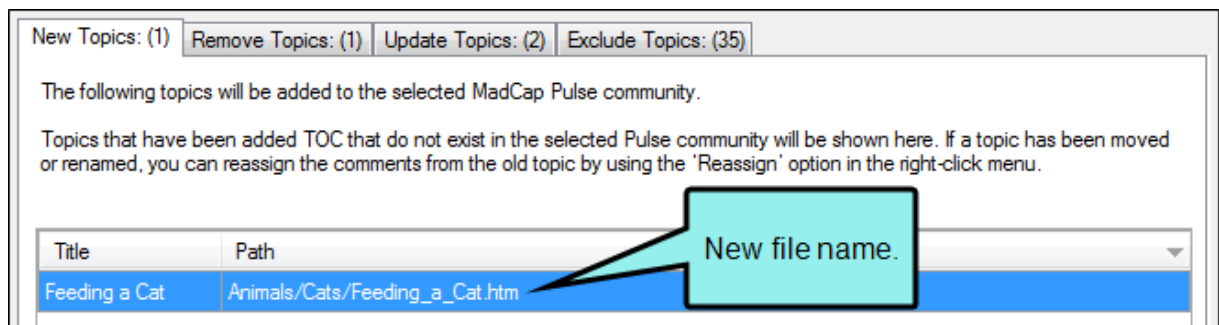 New Topics: (1) Remove Topics: (1) Update Topics: (2) Exclude Topics: (35)
The following topics will be added to the selected MadCap Pulse community.
Topics that have been added TOC that do not exist in the selected Pulse community will be shown here. If a topic has been moved
or renamed, you can reassign the comments from the old topic by using the 'Reassign' option in the right-click menu.
New file name.
Title Path
Feeding a Cat Animals/Cats/Feeding_a_Cat.htm